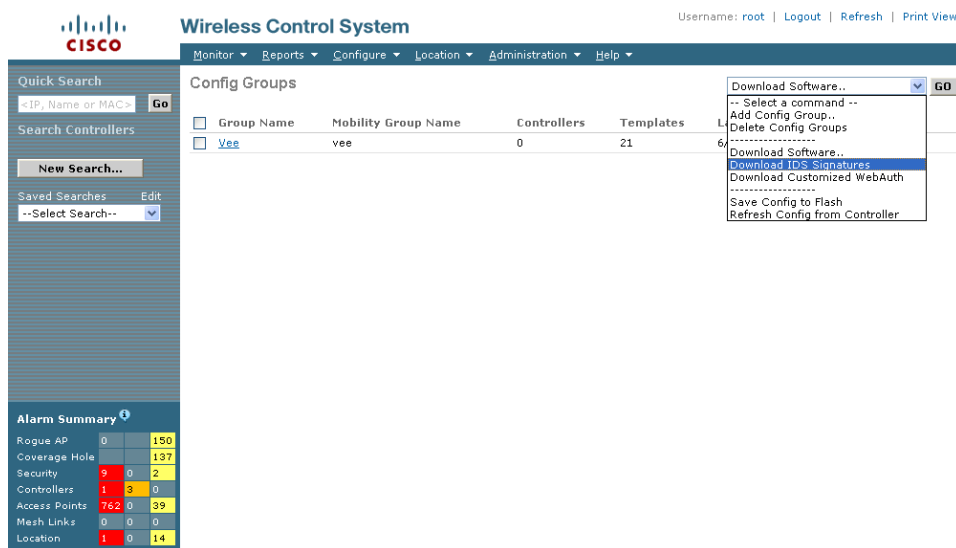 Username: root | Logout | Refresh | Print View
CISCO
Wireless Control System
Monitor Reports Configure Location Administration Help
Quick Search
<IP, Name or MAC> Go
Search Controllers
New Search...
Saved Searches Edit
--Select Search--
Config Groups
Download Software.. GO
-- Select a command --
Add Config Group..
Delete Config Groups
-----------------
Download Software..
Download IDS Signatures
Download Customized WebAuth
-----------------
Save Config to Flash
Refresh Config from Controller
Group Name Mobility Group Name Controllers Templates
Vee vee 0 21 6/
Alarm Summary
Rogue AP 0 150
Coverage Hole 137
Security 9 0 2
Controllers 1 3 0
Access Points 762 0 39
Mesh Links 0 0 0
Location 1 0 14